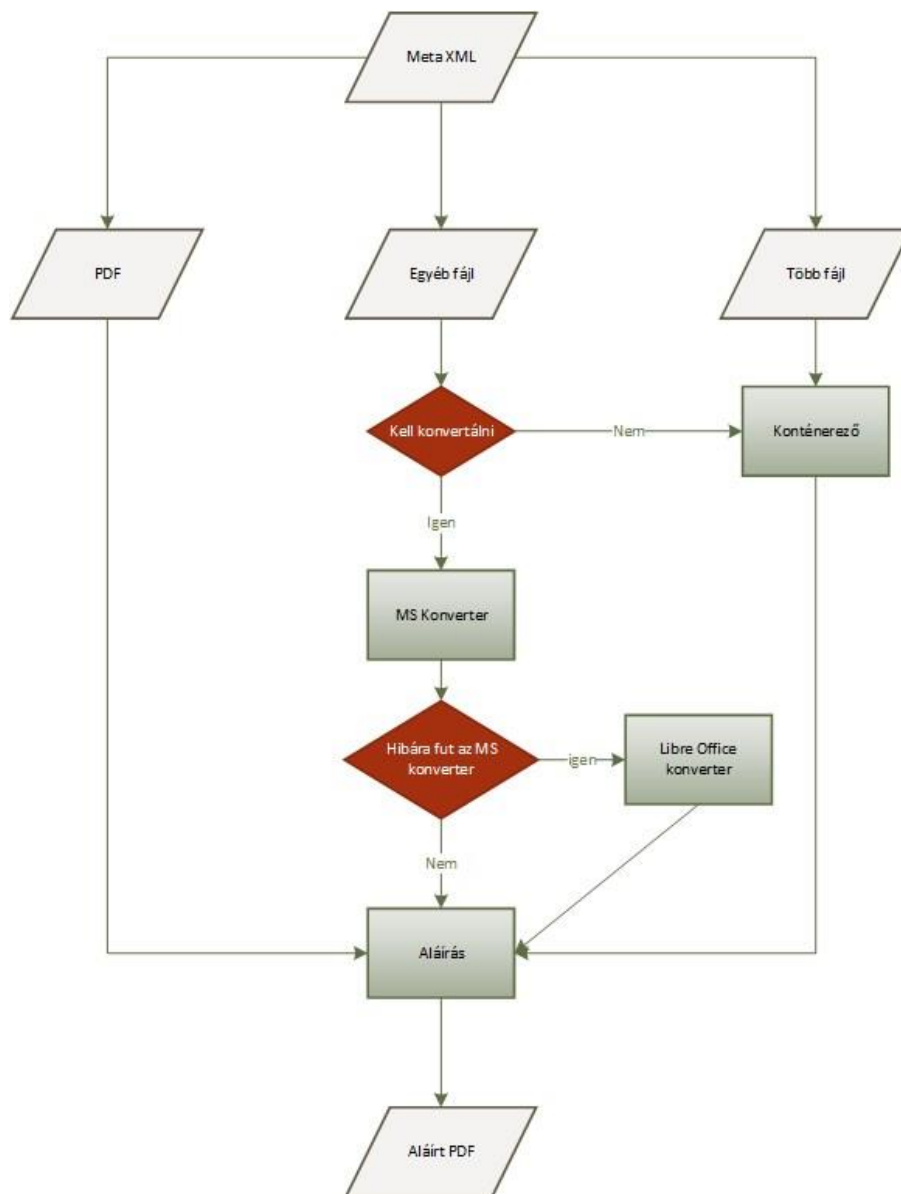 Meta XML
PDF
Egyéb fájl
Több fájl
Kell konvertálni
Nem
Konténerező
Igen
MS Konverter
Hibára fut az MS
konverter
igen
Libre Office
konverter
Nem
Aláírás
Aláírt PDF